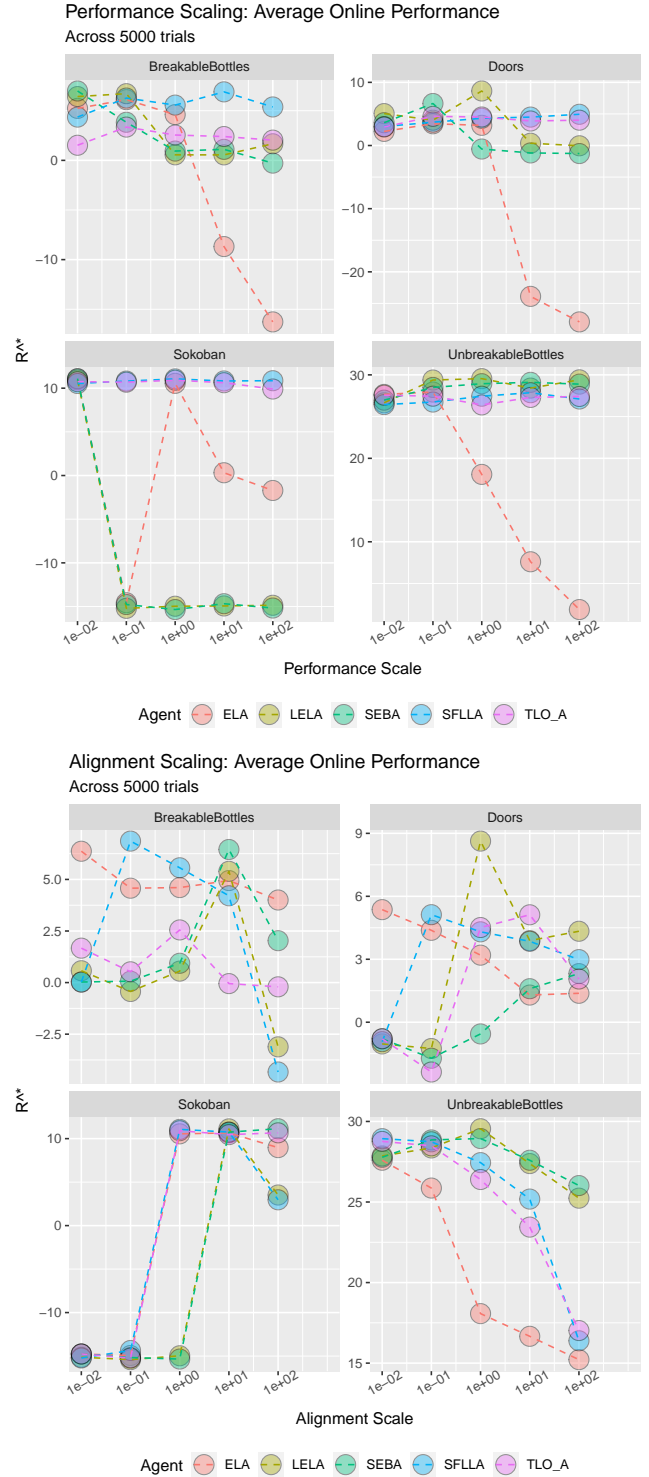 Performance Scaling: Average Online Performance
Across 5000 trials
BreakableBottles
Doors
0
−10
10
0
−10
−20
R^*
Sokoban
UnbreakableBottles
10
0
−10
30
20
10
1e−02 1e−01 1e+00 1e+01 1e+02
1e−02 1e−01 1e+00 1e+01 1e+02
Performance Scale
Agent ELA LELA SEBA SFLLA TLO_A
Alignment Scaling: Average Online Performance
Across 5000 trials
BreakableBottles
Doors
5.0
2.5
0.0
−2.5
9
6
3
0
R^*
Sokoban
UnbreakableBottles
10
0
−10
30
25
20
15
1e−02 1e−01 1e+00 1e+01 1e+02
1e−02 1e−01 1e+00 1e+01 1e+02
Alignment Scale
Agent ELA LELA SEBA SFLLA TLO_A